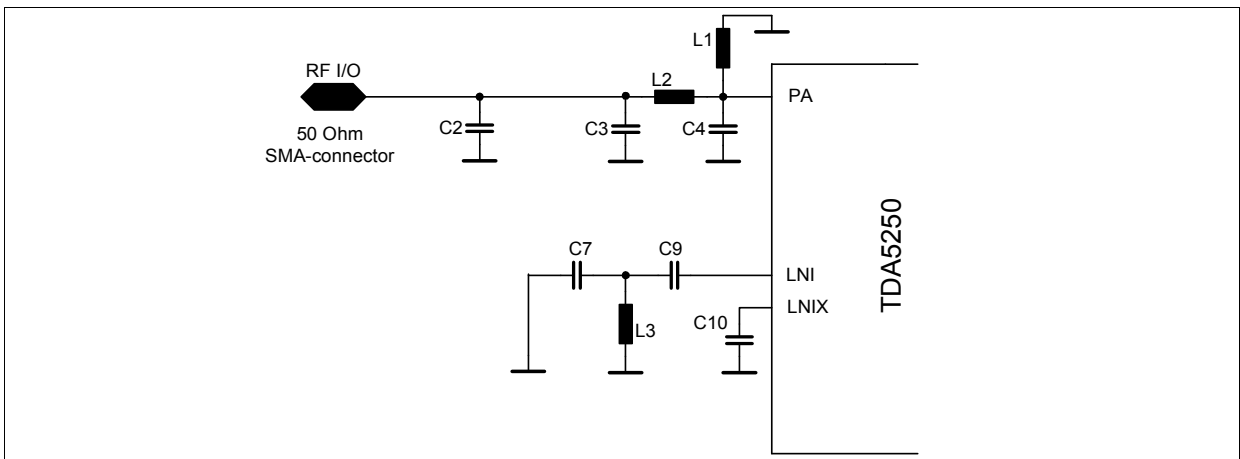 L1
RF I/O
L2
PA
C2
C3
C4
50 Ohm
SMA-connector
C7
C9
LNI
LNIX
L3
C10
TDA5250